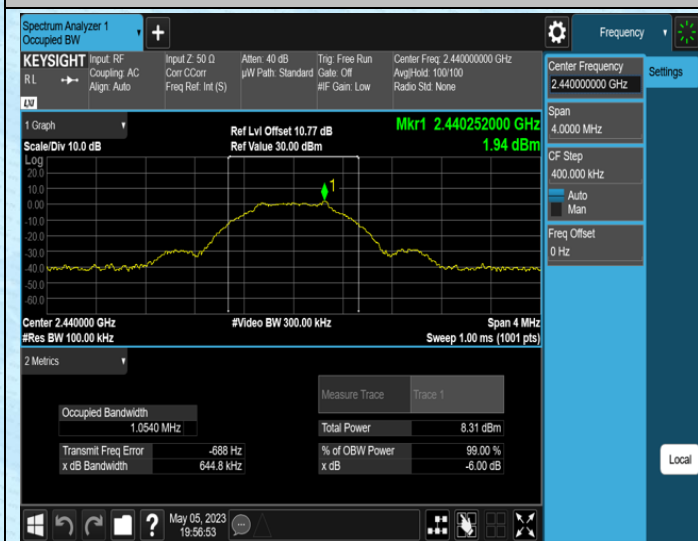 Spectrum Analyzer 1
Occupied BW
+
Frequency
KEYSIGHT
R L
LXI
Input: RF
Coupling: AC
Align: Auto
Input Z: 50 Ω
Corr CCorr
Freq Ref: Int (S)
Atten: 40 dB
µW Path: Standard
Trig: Free Run
Gate: Off
#IF Gain: Low
Center Freq: 2.440000000 GHz
Avg|Hold: 100/100
Radio Std: None
Center Frequency
2.440000000 GHz
Settings
Span
4.0000 MHz
CF Step
400.000 kHz
Auto
Man
Freq Offset
0 Hz
Local
1 Graph
Scale/Div 10.0 dB
Ref Lvl Offset 10.77 dB
Ref Value 30.00 dBm
Mkr1 2.440252000 GHz
1.94 dBm
Log
20.0
10.0
0.00
-10.0
-20.0
-30.0
-40.0
-50.0
-60.0
1
Center 2.440000 GHz
#Res BW 100.00 kHz
#Video BW 300.00 kHz
Span 4 MHz
Sweep 1.00 ms (1001 pts)
2 Metrics
Measure Trace
Trace 1
Occupied Bandwidth
1.0540 MHz
Total Power
8.31 dBm
Transmit Freq Error
-688 Hz
% of OBW Power
99.00 %
x dB Bandwidth
644.8 kHz
x dB
-6.00 dB
?
May 05, 2023
19:56:53